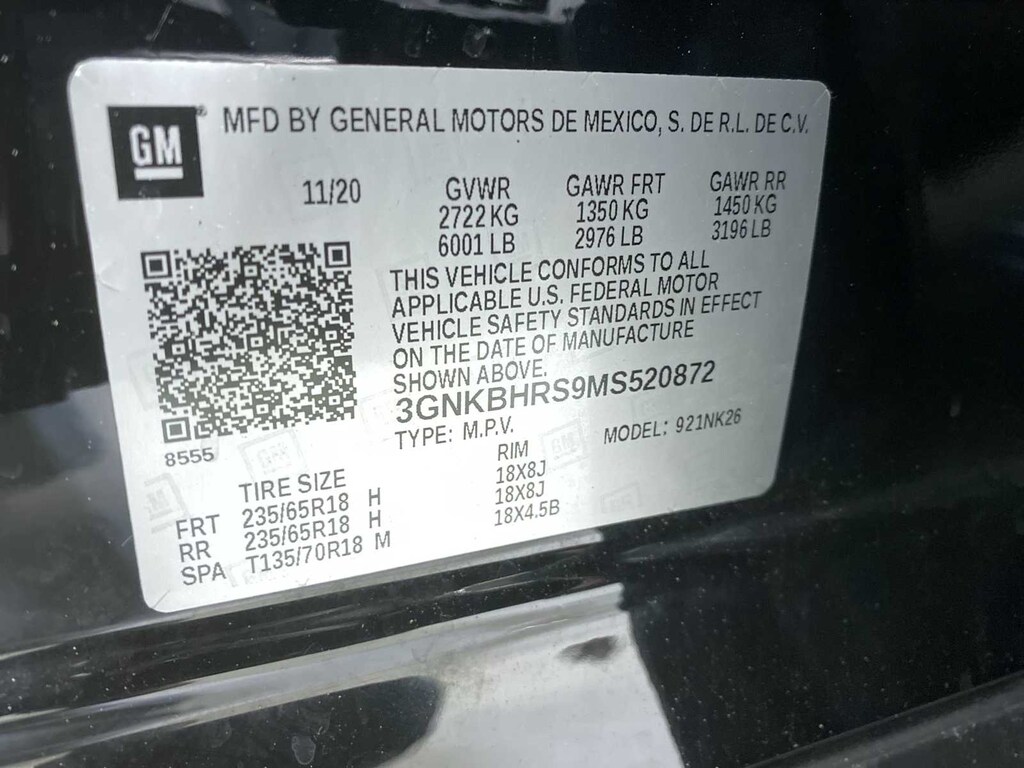 GM ® MFD BY GENERAL MOTORS DE MEXICO, S. DE R.L. DE C.V.
11/20 GVWR GAWR FRT GAWR RR
2722 KG 1350 KG 1450 KG
6001 LB 2976 LB 3196 LB
THIS VEHICLE CONFORMS TO ALL
APPLICABLE U.S. FEDERAL MOTOR
VEHICLE SAFETY STANDARDS IN EFFECT
ON THE DATE OF MANUFACTURE
SHOWN ABOVE.
3GNKBHRS9MS520872
TYPE: M.P.V. MODEL: 921NK26
8555
TIRE SIZE RIM
FRT 235/65R18 H 18X8J
RR 235/65R18 H 18X8J
SPA T135/70R18 M 18X4.5B